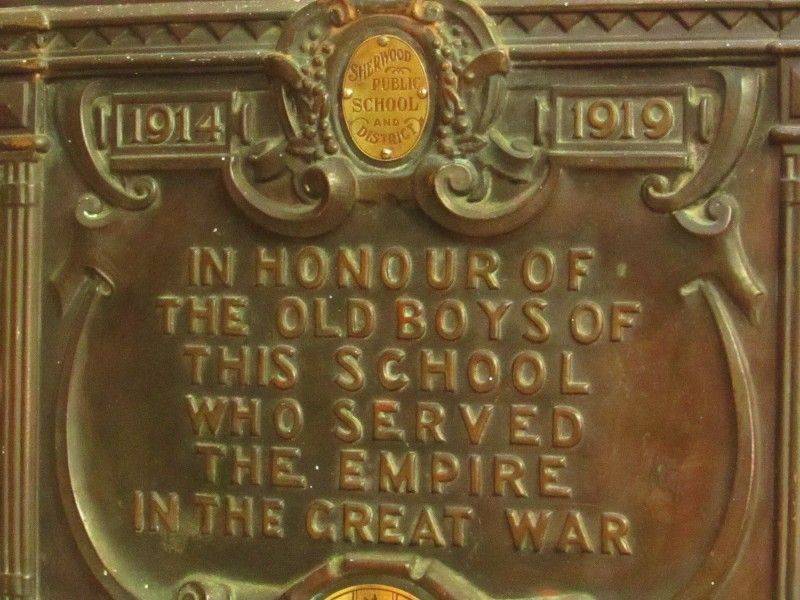 SHERWOOD
PUBLIC
SCHOOL
AND
DISTRICT
1914
1919
IN HONOUR OF
THE OLD BOYS OF
THIS SCHOOL
WHO SERVED
THE EMPIRE
IN THE GREAT WAR